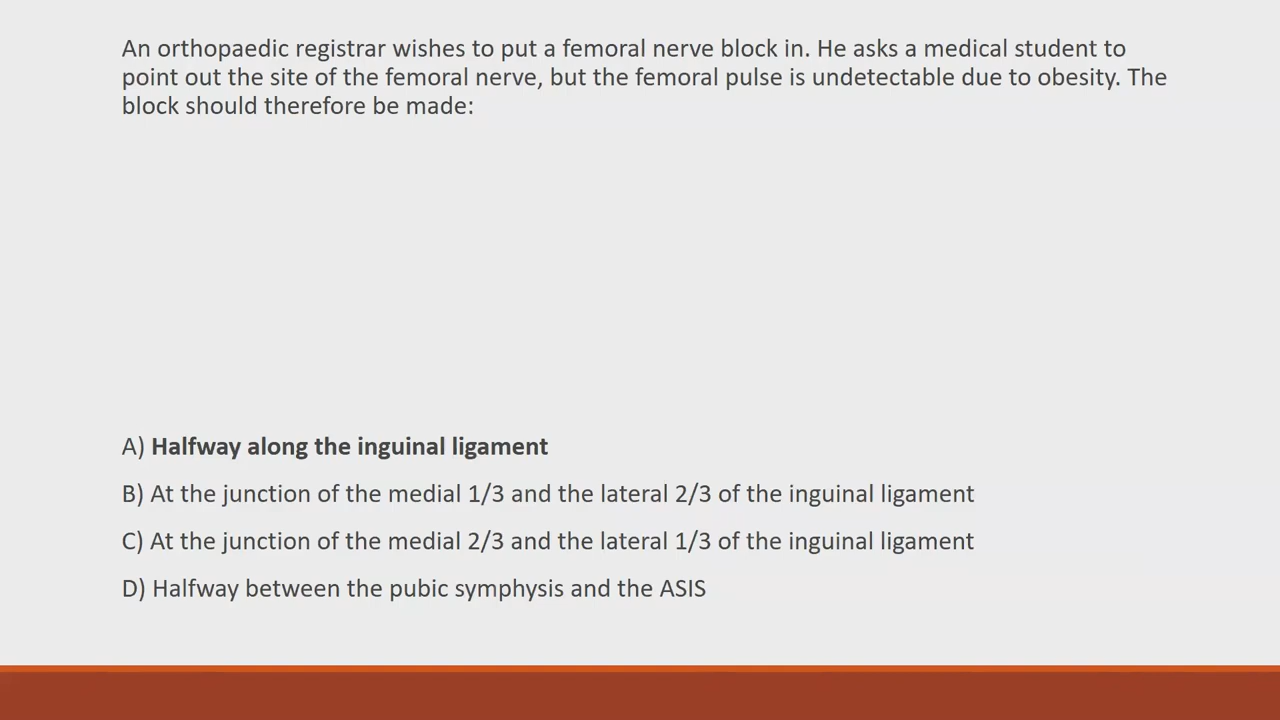 An orthopaedic registrar wishes to put a femoral nerve block in. He asks a medical student to
point out the site of the femoral nerve, but the femoral pulse is undetectable due to obesity. The
block should therefore be made:
A) Halfway along the inguinal ligament
B) At the junction of the medial 1/3 and the lateral 2/3 of the inguinal ligament
C) At the junction of the medial 2/3 and the lateral 1/3 of the inguinal ligament
D) Halfway between the pubic symphysis and the ASIS